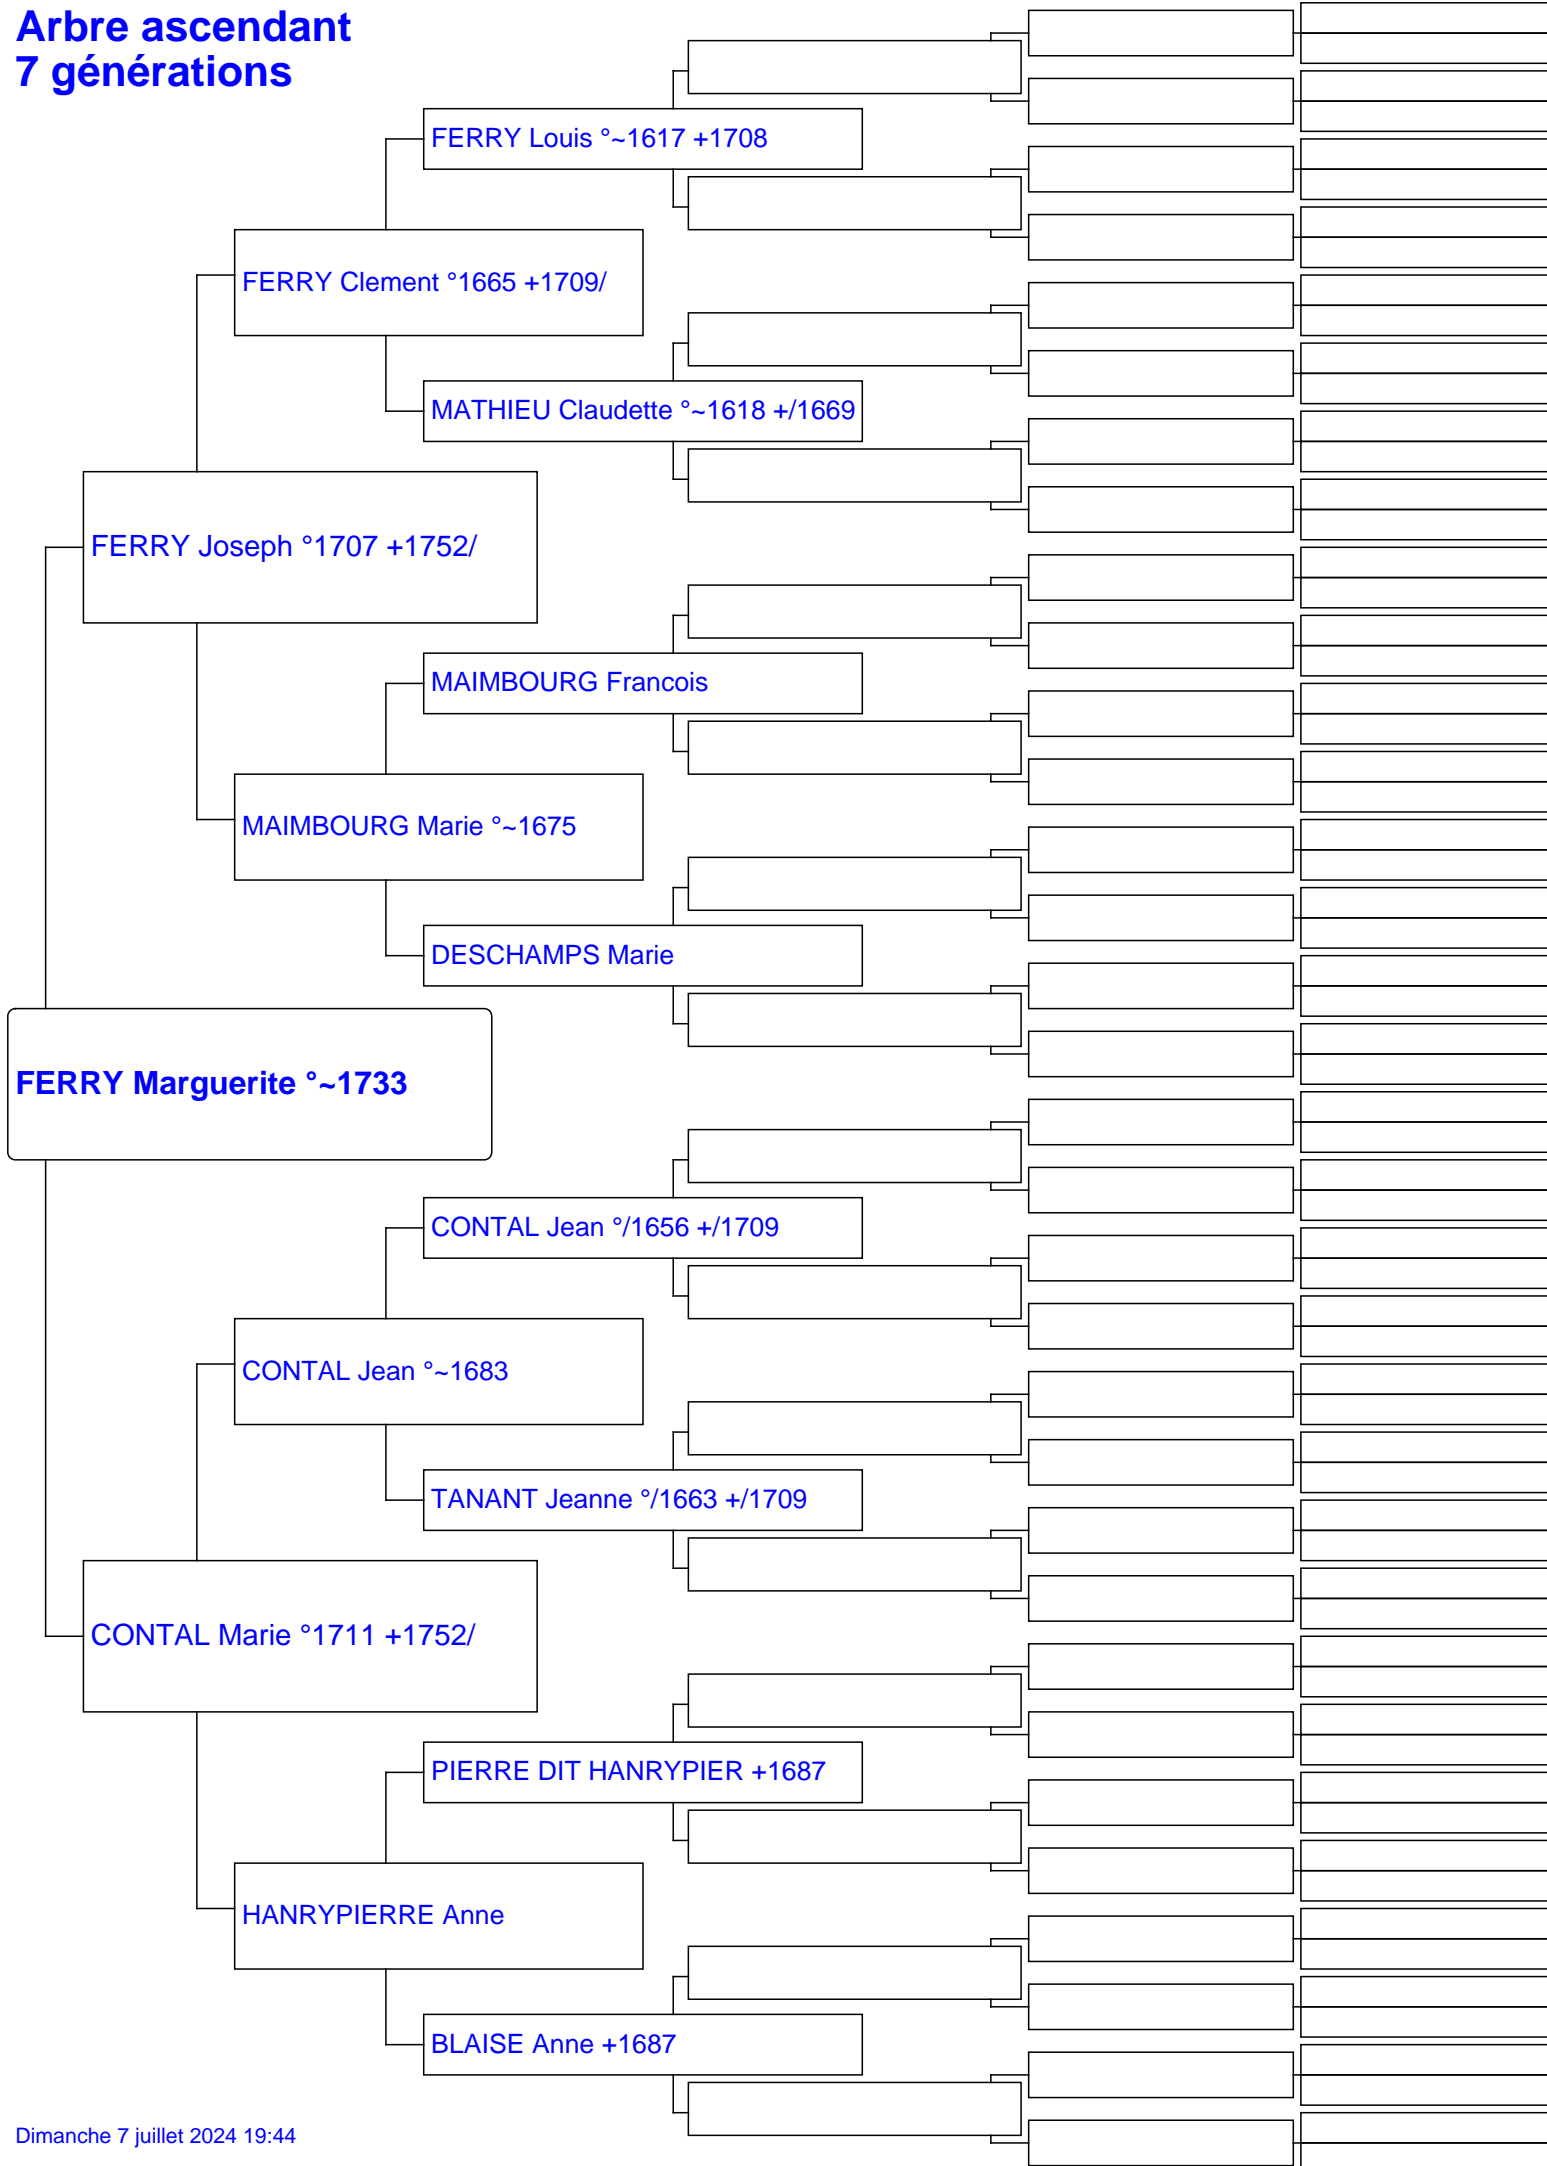 Arbre ascendant
7 générations
FERRY Louis °~1617 +1708
FERRY Clement °1665 +1709/
MATHIEU Claudette °~1618 +/1669
FERRY Joseph °1707 +1752/
MAIMBOURG Francois
MAIMBOURG Marie °~1675
DESCHAMPS Marie
FERRY Marguerite °~1733
CONTAL Jean °/1656 +/1709
CONTAL Jean °~1683
TANANT Jeanne °/1663 +/1709
CONTAL Marie °1711 +1752/
PIERRE DIT HANRYPIER +1687
HANRYPIERRE Anne
BLAISE Anne +1687
Dimanche 7 juillet 2024 19:44